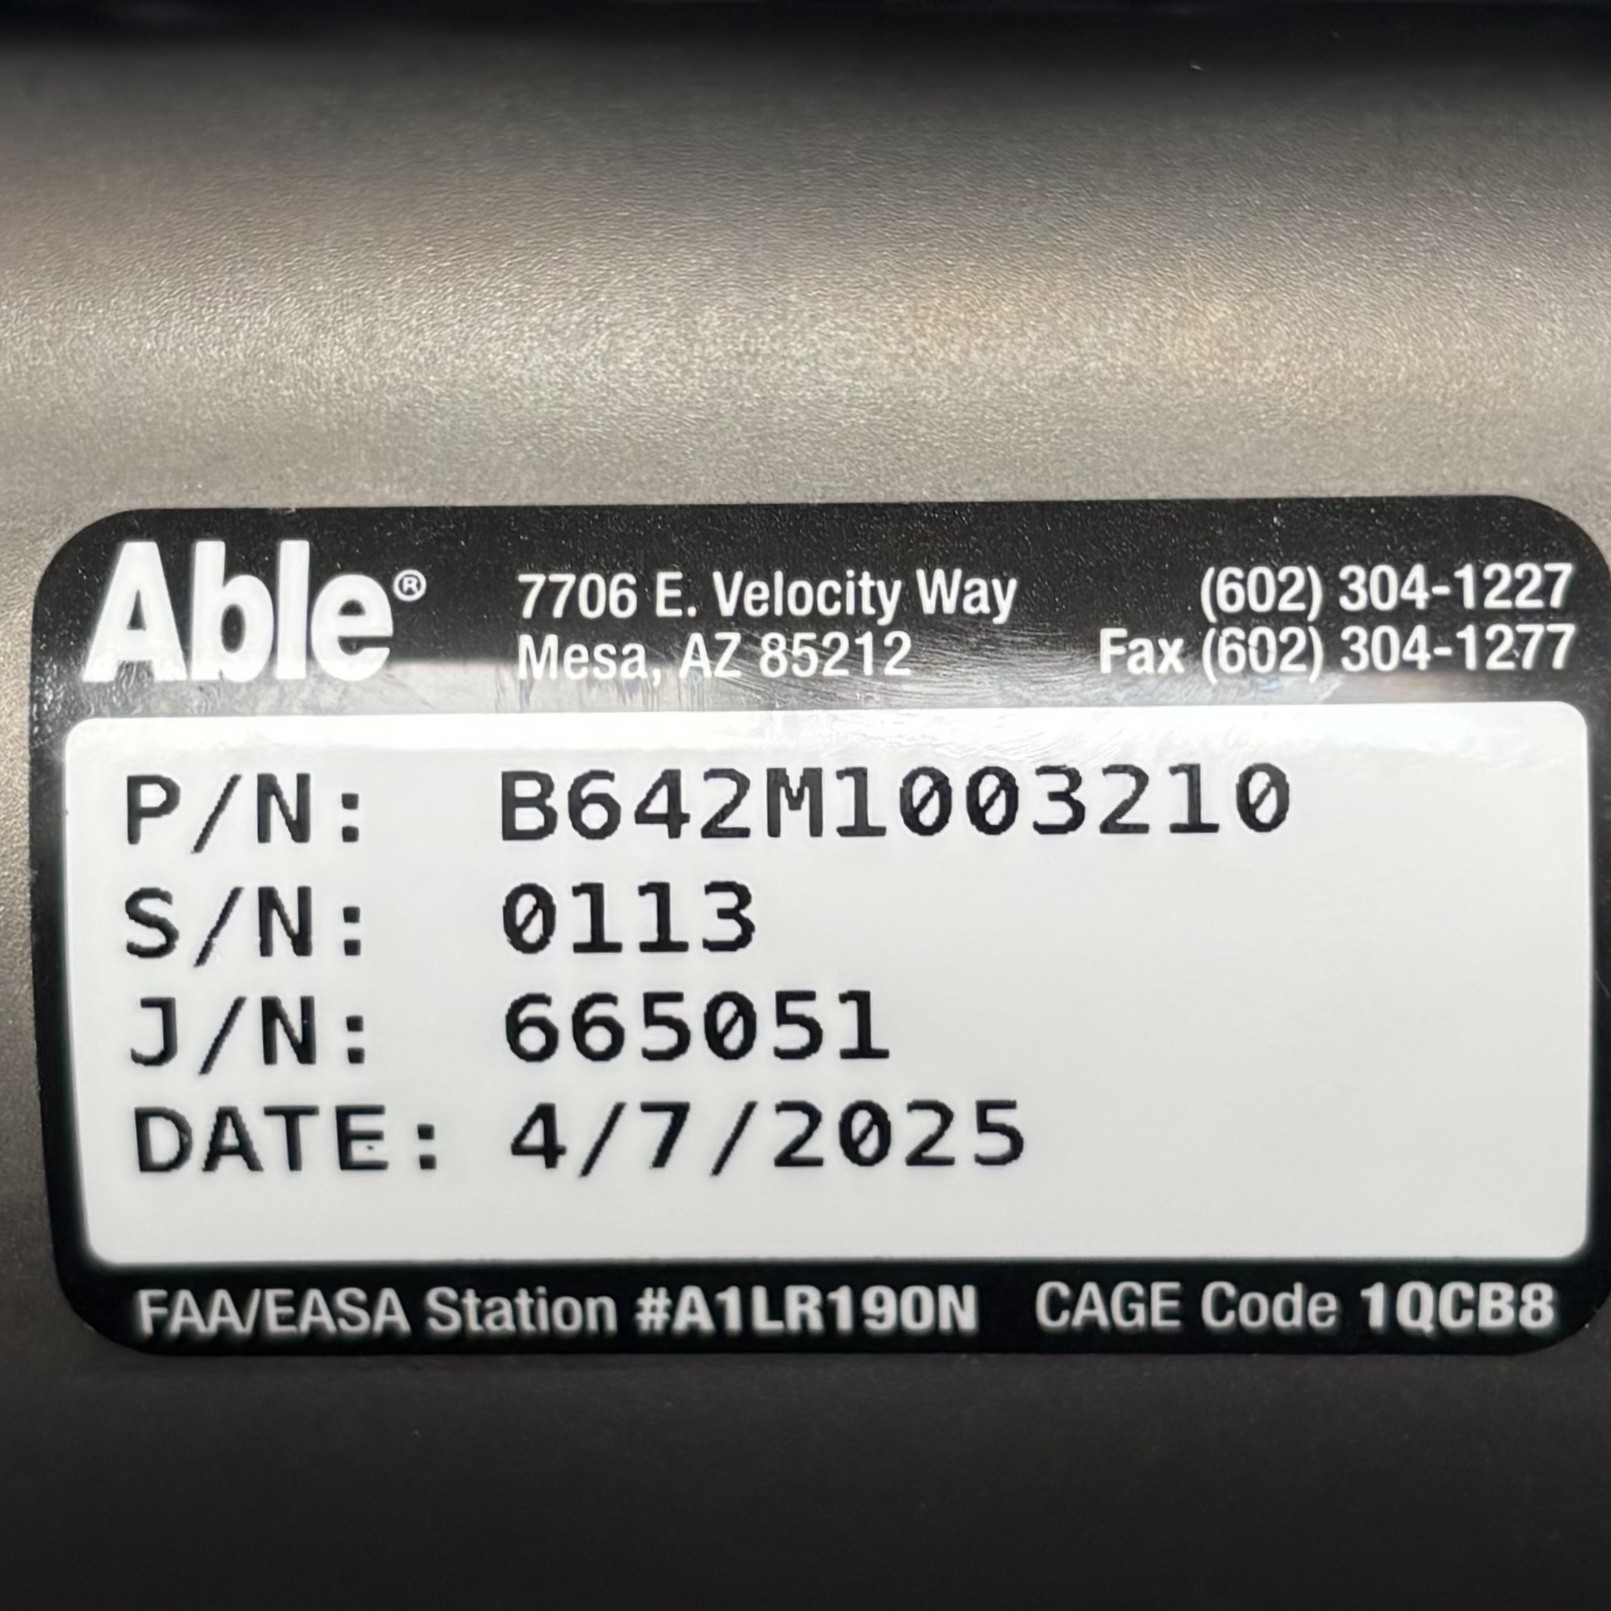 Able®
7706 E. Velocity Way
Mesa, AZ 85212
(602) 304-1227
Fax (602) 304-1277
P/N: B642M1003210
S/N: 0113
J/N: 665051
DATE: 4/7/2025
FAA/EASA Station #A1LR190N CAGE Code 1QCB8